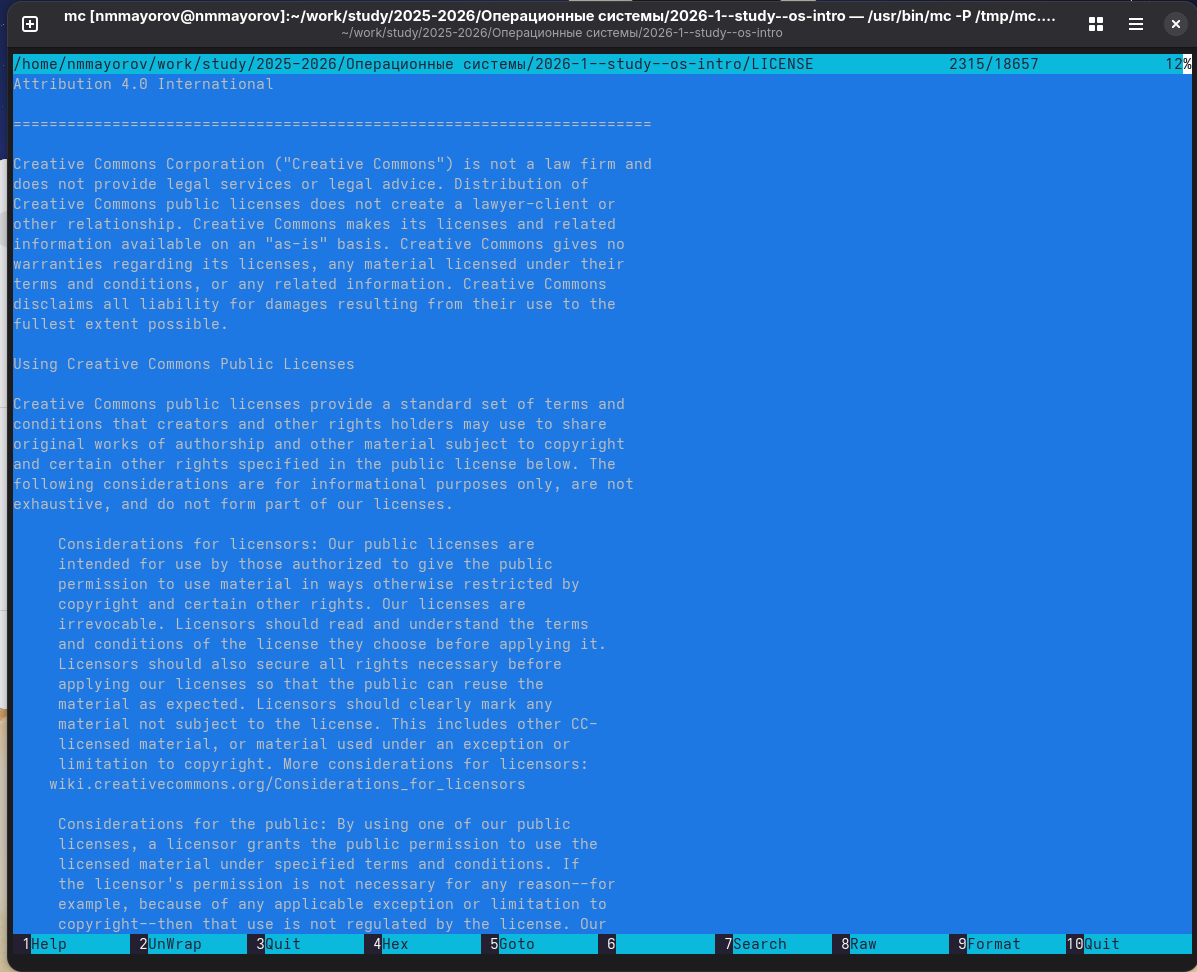 mc [nmmayorov@nmmayorov]:~/work/study/2025-2026/Операционные системы/2026-1--study--os-intro — /usr/bin/mc -P /tmp/mc....
~/work/study/2025-2026/Операционные системы/2026-1--study--os-intro
/home/nmmayorov/work/study/2025-2026/Операционные системы/2026-1--study--os-intro/LICENSE 2315/18657 12%
Attribution 4.0 International
=======================================================================
Creative Commons Corporation ("Creative Commons") is not a law firm and
does not provide legal services or legal advice. Distribution of
Creative Commons public licenses does not create a lawyer-client or
other relationship. Creative Commons makes its licenses and related
information available on an "as-is" basis. Creative Commons gives no
warranties regarding its licenses, any material licensed under their
terms and conditions, or any related information. Creative Commons
disclaims all liability for damages resulting from their use to the
fullest extent possible.
Using Creative Commons Public Licenses
Creative Commons public licenses provide a standard set of terms and
conditions that creators and other rights holders may use to share
original works of authorship and other material subject to copyright
and certain other rights specified in the public license below. The
following considerations are for informational purposes only, are not
exhaustive, and do not form part of our licenses.
Considerations for licensors: Our public licenses are
intended for use by those authorized to give the public
permission to use material in ways otherwise restricted by
copyright and certain other rights. Our licenses are
irrevocable. Licensors should read and understand the terms
and conditions of the license they choose before applying it.
Licensors should also secure all rights necessary before
applying our licenses so that the public can reuse the
material as expected. Licensors should clearly mark any
material not subject to the license. This includes other CC-
licensed material, or material used under an exception or
limitation to copyright. More considerations for licensors:
wiki.creativecommons.org/Considerations_for_licensors
Considerations for the public: By using one of our public
licenses, a licensor grants the public permission to use the
licensed material under specified terms and conditions. If
the licensor's permission is not necessary for any reason--for
example, because of any applicable exception or limitation to
copyright--then that use is not regulated by the license. Our
1Help 2UnWrap 3Quit 4Hex 5Goto 6 7Search 8Raw 9Format 10Quit